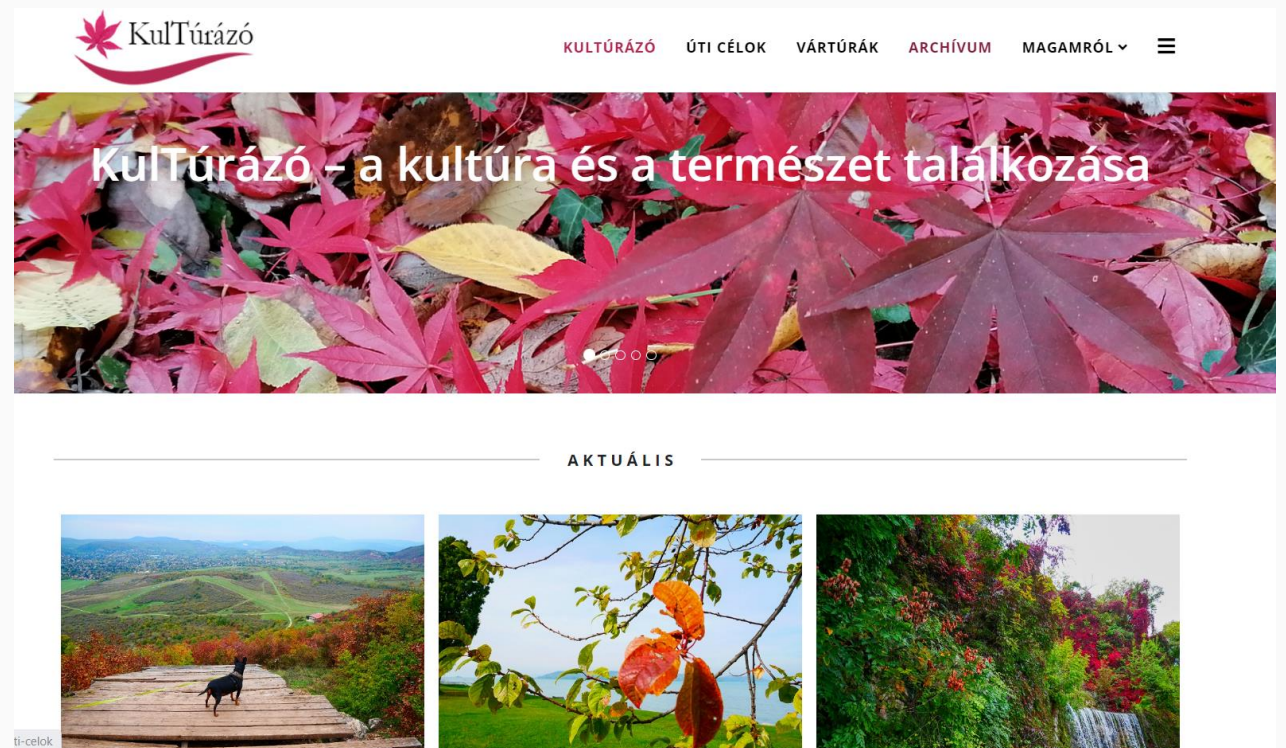 KulTúrázó
KULTÚRÁZÓ ÚTI CÉLOK VÁRTÚRÁK ARCHÍVUM MAGAMRÓL
KulTúrázó – a kultúra és a természet találkozása
AKTUÁLIS
ti-celok